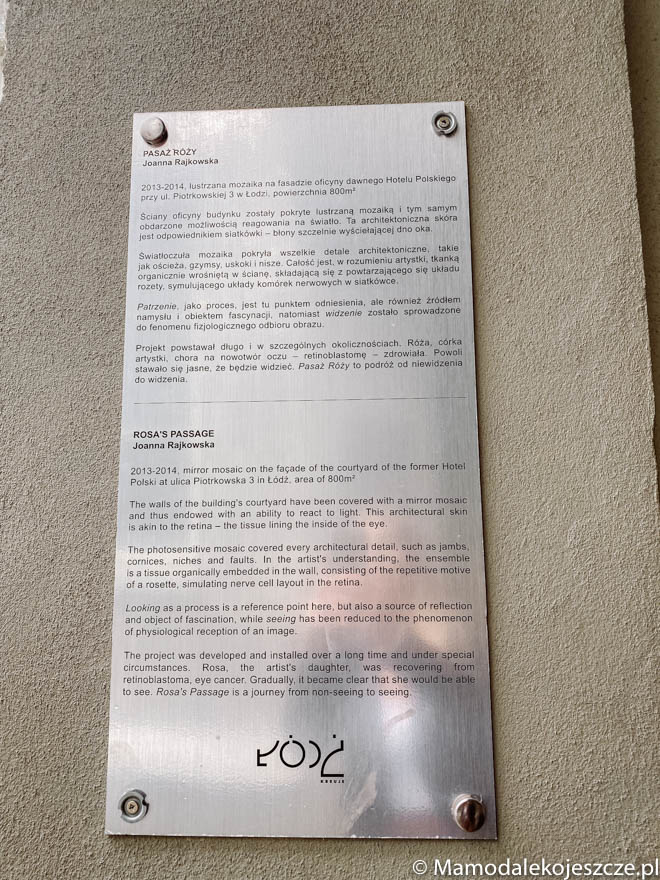 PASAŻ RÓŻY
Joanna Rajkowska
2013-2014, lustrzana mozaika na fasadzie oficyny dawnego Hotelu Polskiego
przy ul. Piotrkowskiej 3 w Łodzi, powierzchnia 800m²
Ściany oficyny budynku zostały pokryte lustrzaną mozaiką i tym samym
obdarzone możliwością reagowania na światło. Ta architektoniczna skóra
jest odpowiednikiem siatkówki – błony szczelnie wyścielającej dno oka.
Światłoczuła mozaika pokryła wszelkie detale architektoniczne, takie
jak ościeża, gzymsy, uskoki i nisze. Całość jest, w rozumieniu artystki, tkanką
organicznie wrośniętą w ścianę, składającą się z powtarzającego się układu
rozety, symulującego układy komórek nerwowych w siatkówce.
Patrzenie, jako proces, jest tu punktem odniesienia, ale również źródłem
namysłu i obiektem fascynacji, natomiast widzenie zostało sprowadzone
do fenomenu fizjologicznego odbioru obrazu.
Projekt powstawał długo i w szczególnych okolicznościach. Róża, córka
artystki, chora na nowotwór oczu – retinoblastomę – zdrowiała. Powoli
stawało się jasne, że będzie widzieć. Pasaż Róży to podróż od niewidzenia
do widzenia.
ROSA'S PASSAGE
Joanna Rajkowska
2013-2014, mirror mosaic on the façade of the courtyard of the former Hotel
Polski at ulica Piotrkowska 3 in Łódź, area of 800m²
The walls of the building's courtyard have been covered with a mirror mosaic
and thus endowed with an ability to react to light. This architectural skin
is akin to the retina – the tissue lining the inside of the eye.
The photosensitive mosaic covered every architectural detail, such as jambs,
cornices, niches and faults. In the artist's understanding, the ensemble
is a tissue organically embedded in the wall, consisting of the repetitive motive
of a rosette, simulating nerve cell layout in the retina.
Looking as a process is a reference point here, but also a source of reflection
and object of fascination, while seeing has been reduced to the phenomenon
of physiological reception of an image.
The project was developed and installed over a long time and under special
circumstances. Rosa, the artist's daughter, was recovering from
retinoblastoma, eye cancer. Gradually, it became clear that she would be able
to see. Rosa's Passage is a journey from non-seeing to seeing.
ŁÓDŹ
KREUJE
© Mamodalekojeszcze.pl